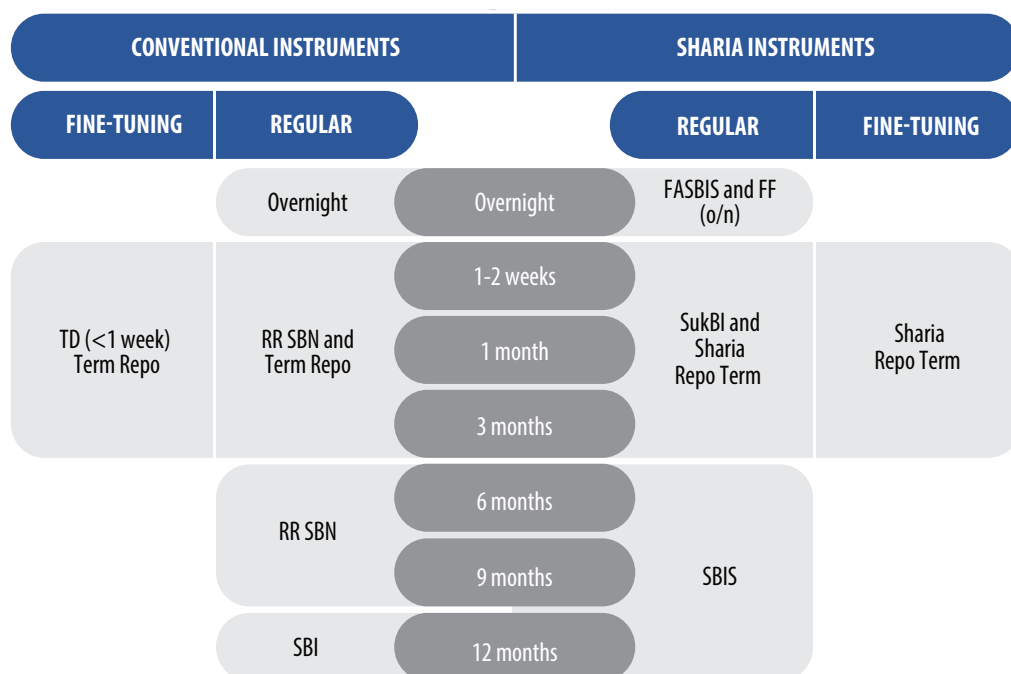 CONVENTIONAL INSTRUMENTS
SHARIA INSTRUMENTS
FINE-TUNING
REGULAR
REGULAR
FINE-TUNING
Overnight
Overnight
FASBIS and FF
(o/n)
TD (<1 week)
Term Repo
RR SBN and
Term Repo
1-2 weeks
1 month
3 months
SukBI and
Sharia
Repo Term
Sharia
Repo Term
RR SBN
6 months
9 months
SBIS
SBI
12 months